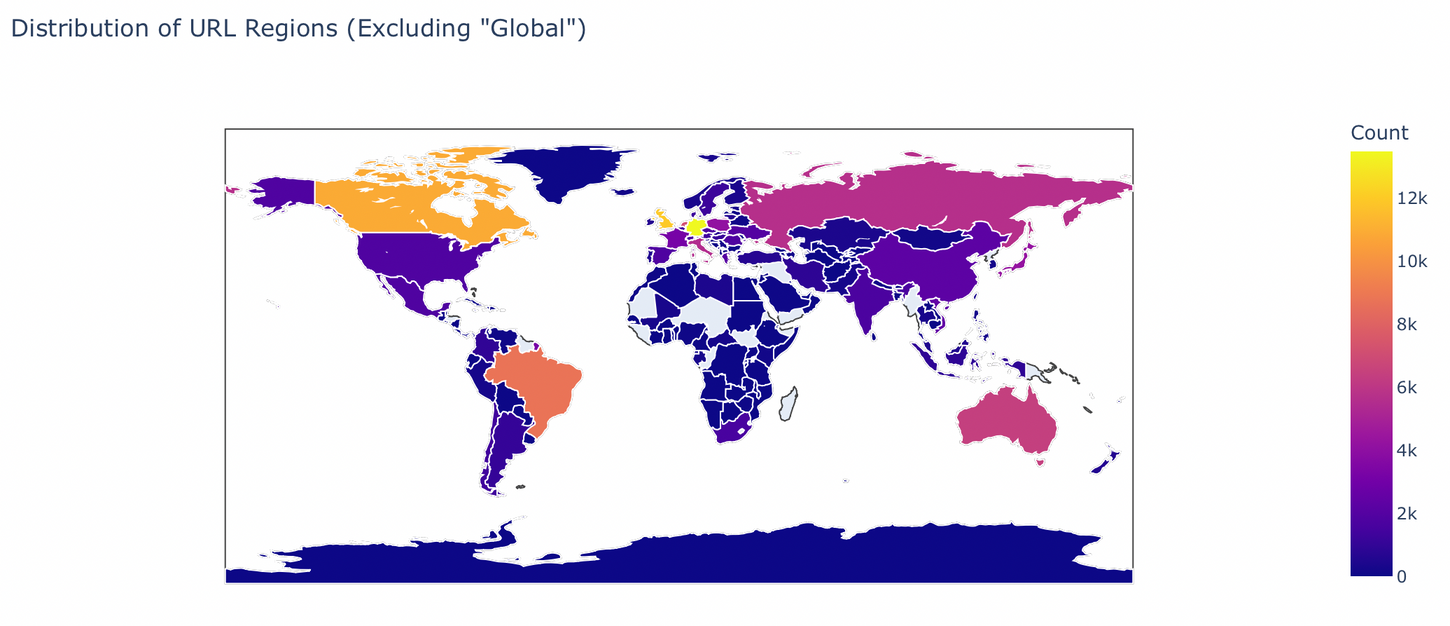 Distribution of URL Regions (Excluding "Global")
Count
12k
10k
8k
6k
4k
2k
0